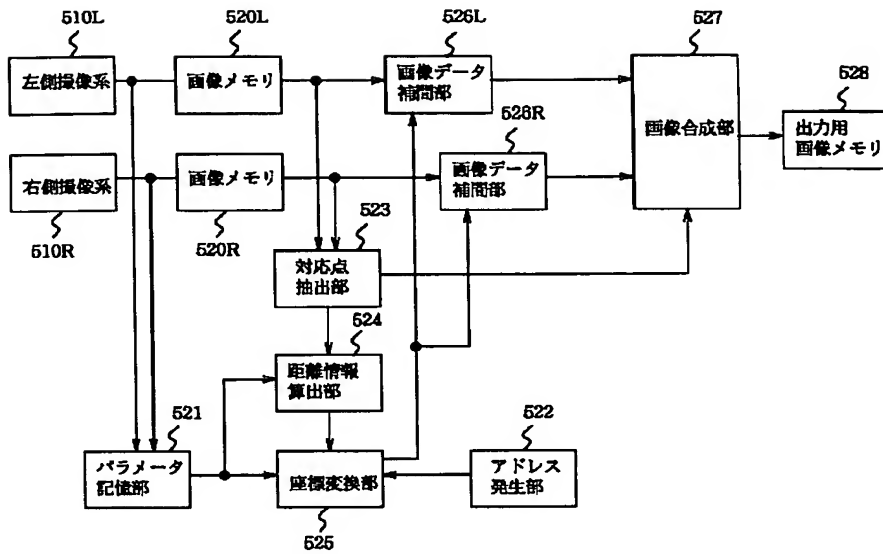 510L
520L
526L
527
左側撮像系
画像メモリ
画像データ
補間部
528
526R
画像合成部
出力用
画像メモリ
右側撮像系
画像メモリ
画像データ
補間部
510R
520R
523
対応点
抽出部
524
距離情報
算出部
521
522
パラメータ
記憶部
座標変換部
アドレス
発生部
525